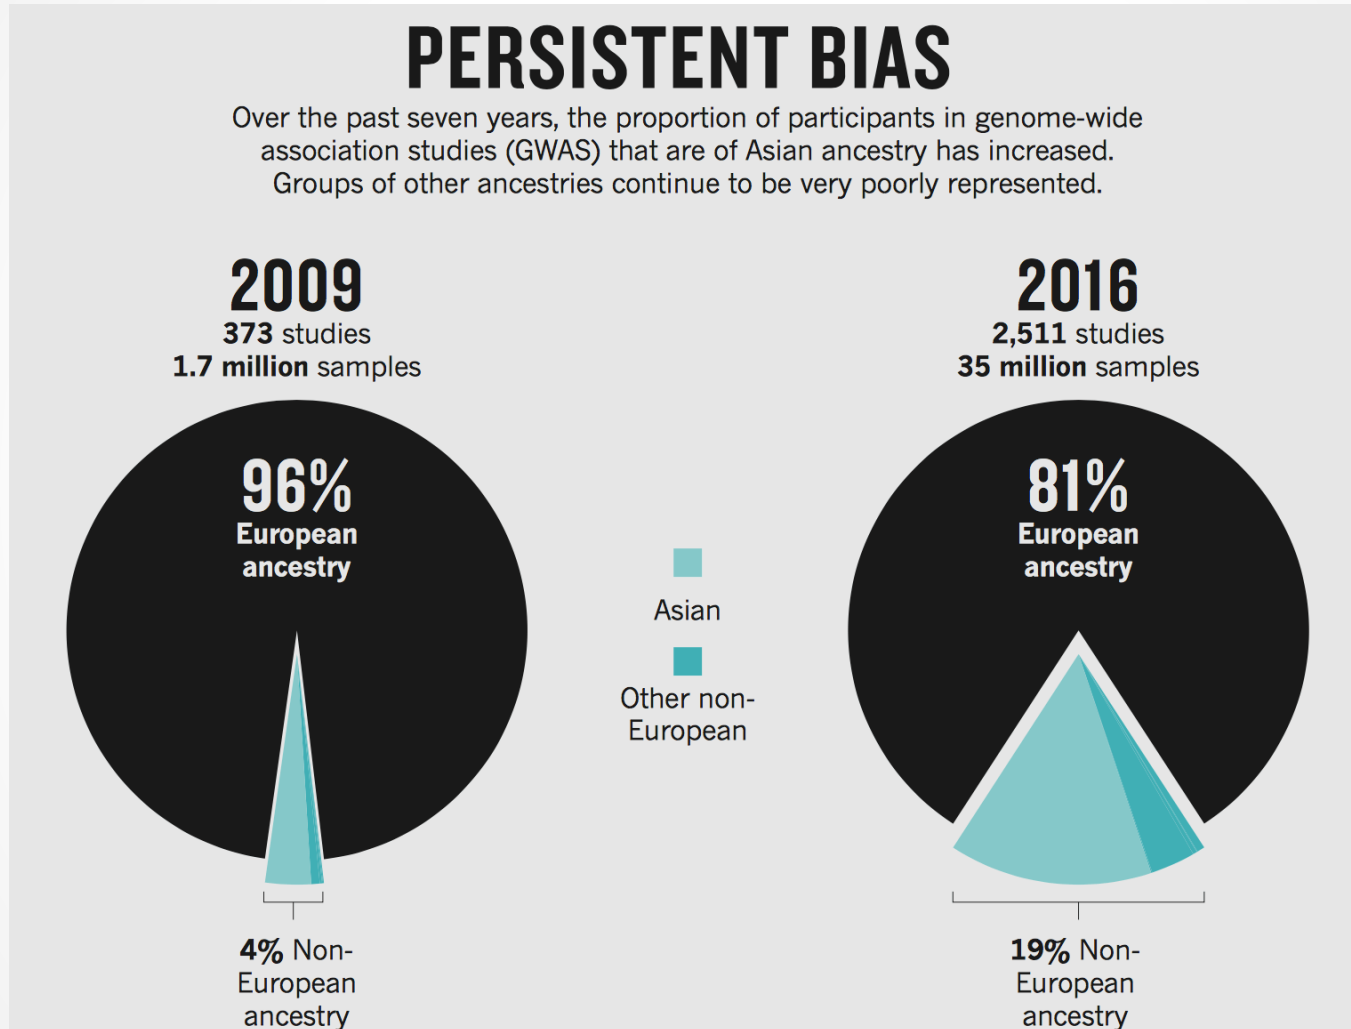 PERSISTENT BIAS
Over the past seven years, the proportion of participants in genome-wide
association studies (GWAS) that are of Asian ancestry has increased.
Groups of other ancestries continue to be very poorly represented.
2009
373 studies
1.7 million samples
96%
European
ancestry
4% Non-
European
ancestry
Asian
Other non-
European
2016
2,511 studies
35 million samples
81%
European
ancestry
19% Non-
European
ancestry